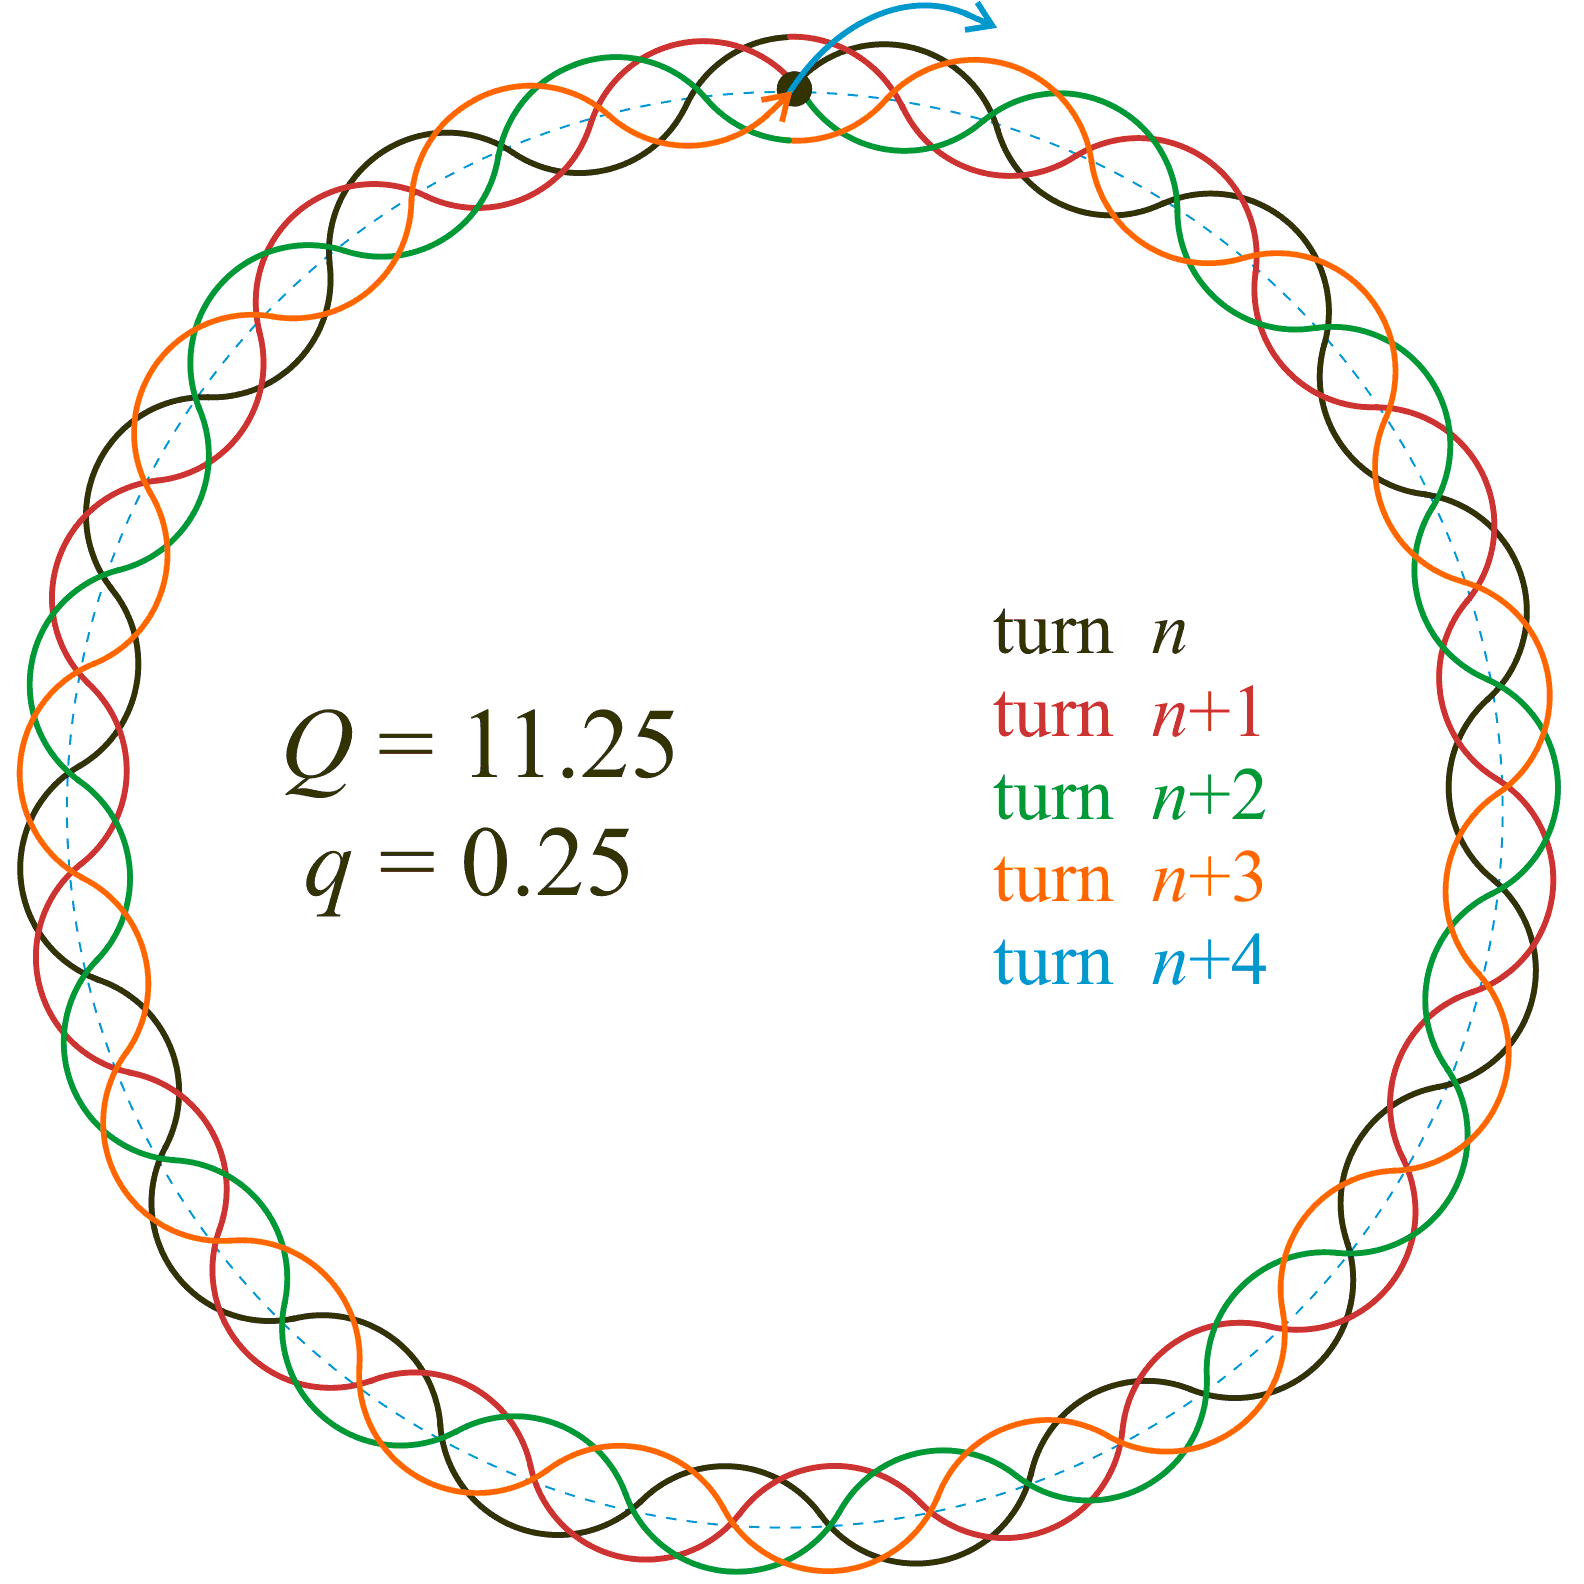 Q = 11.25
q = 0.25
turn n
turn n+1
turn n+2
turn n+3
turn n+4